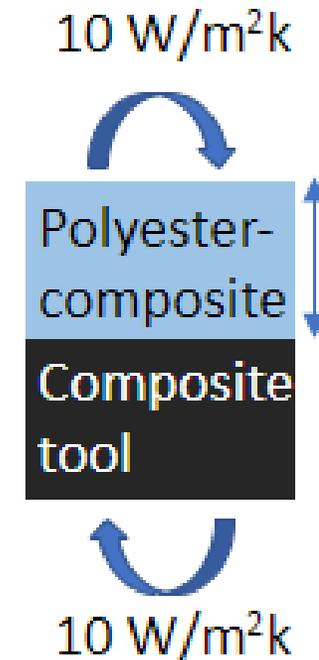 10 W/m²k
Polyester-
composite
Composite
tool
10 W/m²k